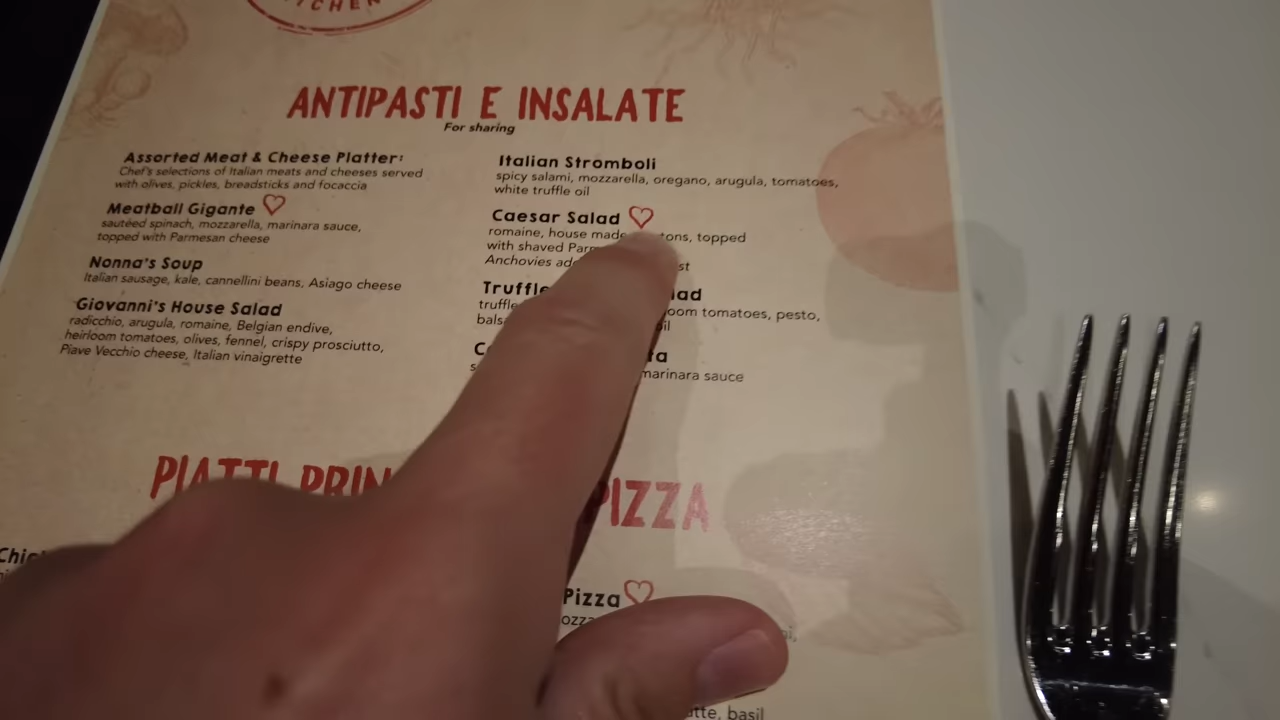 KITCHEN
ANTIPASTI E INSALATE
For sharing
Assorted Meat & Cheese Platter:
Chef's selections of Italian meats and cheeses served
with olives, pickles, breadsticks and focaccia
Meatball Gigante
sautéed spinach, mozzarella, marinara sauce,
topped with Parmesan cheese
Nonna's Soup
Italian sausage, kale, cannellini beans, Asiago cheese
Giovanni's House Salad
radicchio, arugula, romaine, Belgian endive,
heirloom tomatoes, olives, fennel, crispy prosciutto,
Piave Vecchio cheese, Italian vinaigrette
Italian Stromboli
spicy salami, mozzarella, oregano, arugula, tomatoes,
white truffle oil
Caesar Salad
romaine, house made topped
with shaved
Anchovies
tomatoes, pesto,
marinara sauce
PIATTI
PIZZA
Pizza
basil